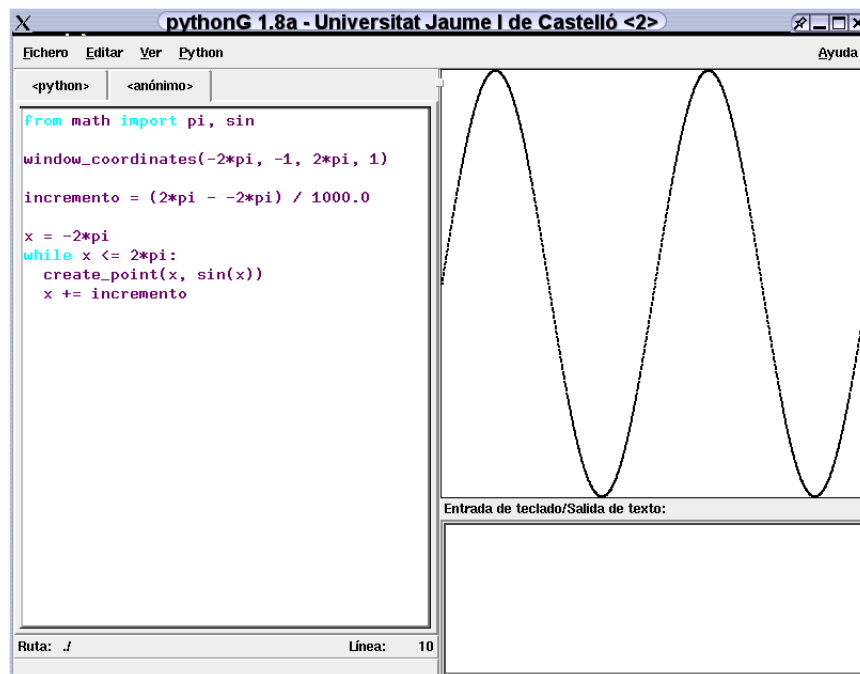 X pythonG 1.8a - Universitat Jaume I de Castelló <2>
Fichero Editar Ver Python Ayuda
<python> <anónimo>
from math import pi, sin
window_coordinates(-2*pi, -1, 2*pi, 1)
incremento = (2*pi - -2*pi) / 1000.0
x = -2*pi
while x <= 2*pi:
  create_point(x, sin(x))
  x += incremento
Entrada de teclado/Salida de texto:
Ruta: ./ Línea: 10